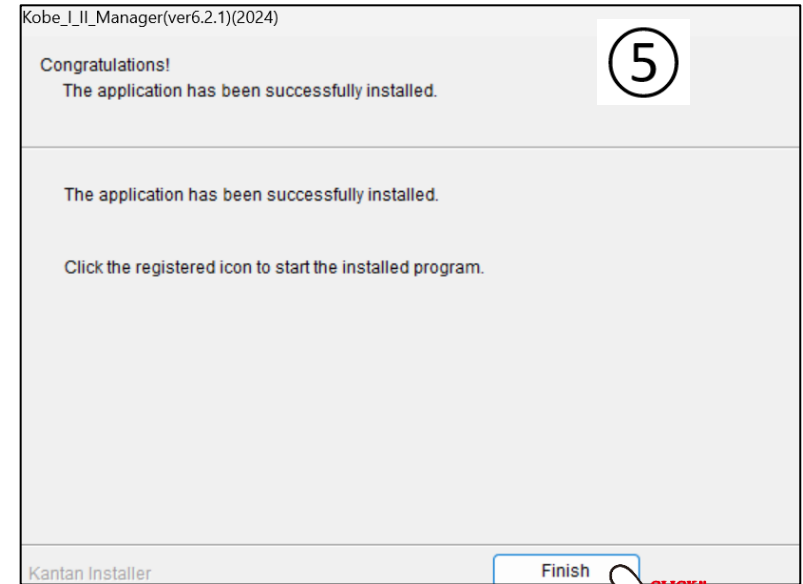 Kobe_I_II_Manager(ver6.2.1)(2024)
⑤
Congratulations!
The application has been successfully installed.
The application has been successfully installed.
Click the registered icon to start the installed program.
Kantan Installer
Finish